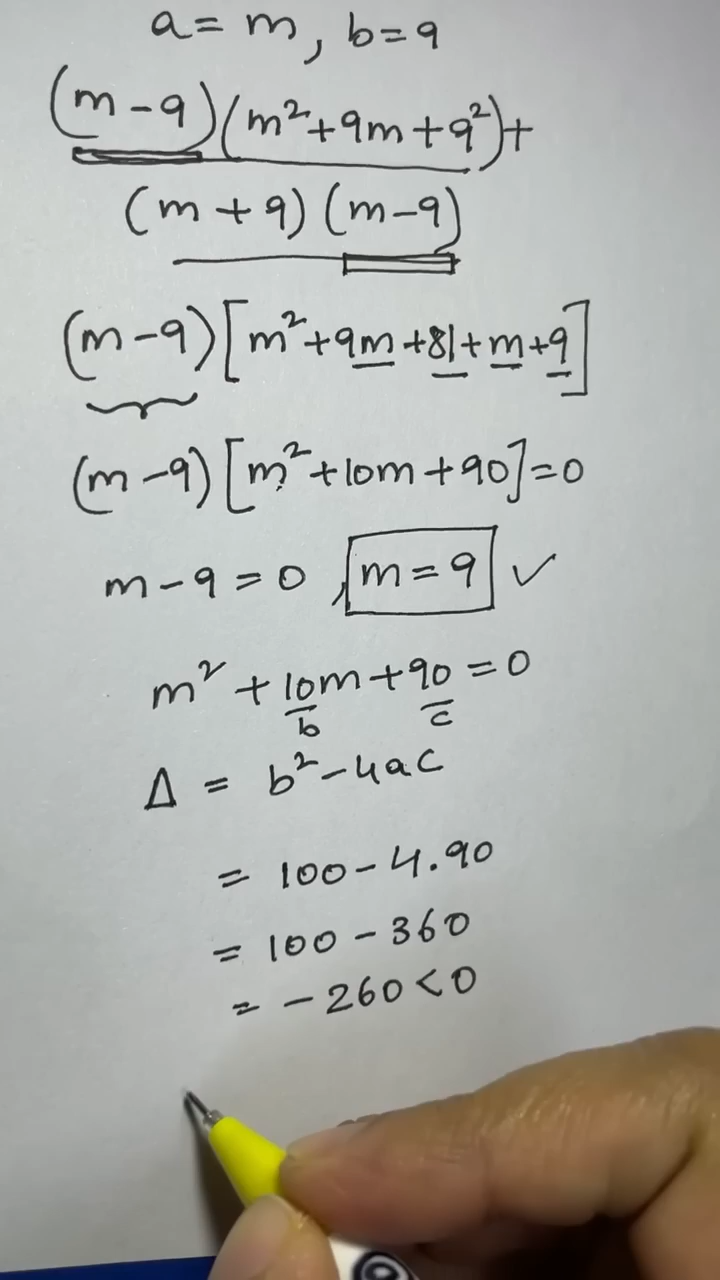 a = m, b = 9
(m - 9)(m² + 9m + 9²) +
(m + 9)(m - 9)
(m - 9)[m² + 9m + 81 + m + 9]
(m - 9)[m² + 10m + 90] = 0
m - 9 = 0, m = 9 ✓
m² + 10m + 90 = 0
b c
Δ = b² - 4ac
= 100 - 4.90
= 100 - 360
= - 260 < 0